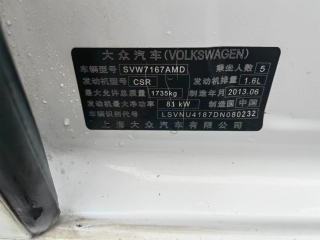 大众汽车(VOLKSWAGEN)
车辆型号 SVW7167AMD 乘坐人数 5
发动机型号 CSR 发动机排量 1.6L
最大允许总质量 1735kg 制造年月 2013.06
发动机最大净功率 81 kW 制造国 中国
车辆识别代号 LSVNU4187DN080232
上海大众汽车有限公司